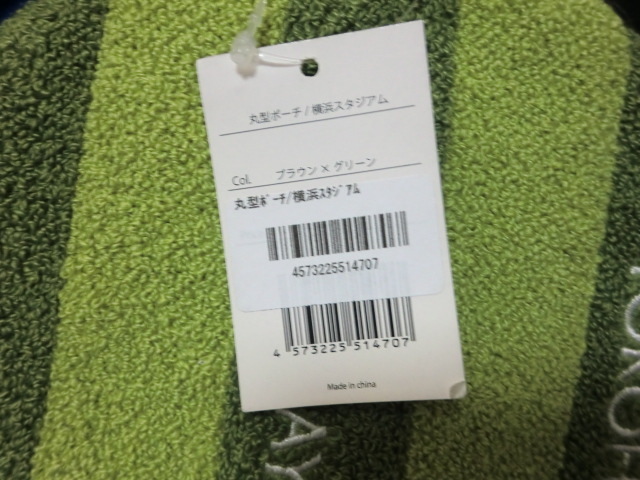 丸型ポーチ / 横浜スタジアム
Col. ブラウン × グリーン
丸型ﾎﾟｰﾁ/横浜ｽﾀｼﾞｱﾑ
4573225514707
4 573225 514707
Made in china
AY
YOKOH